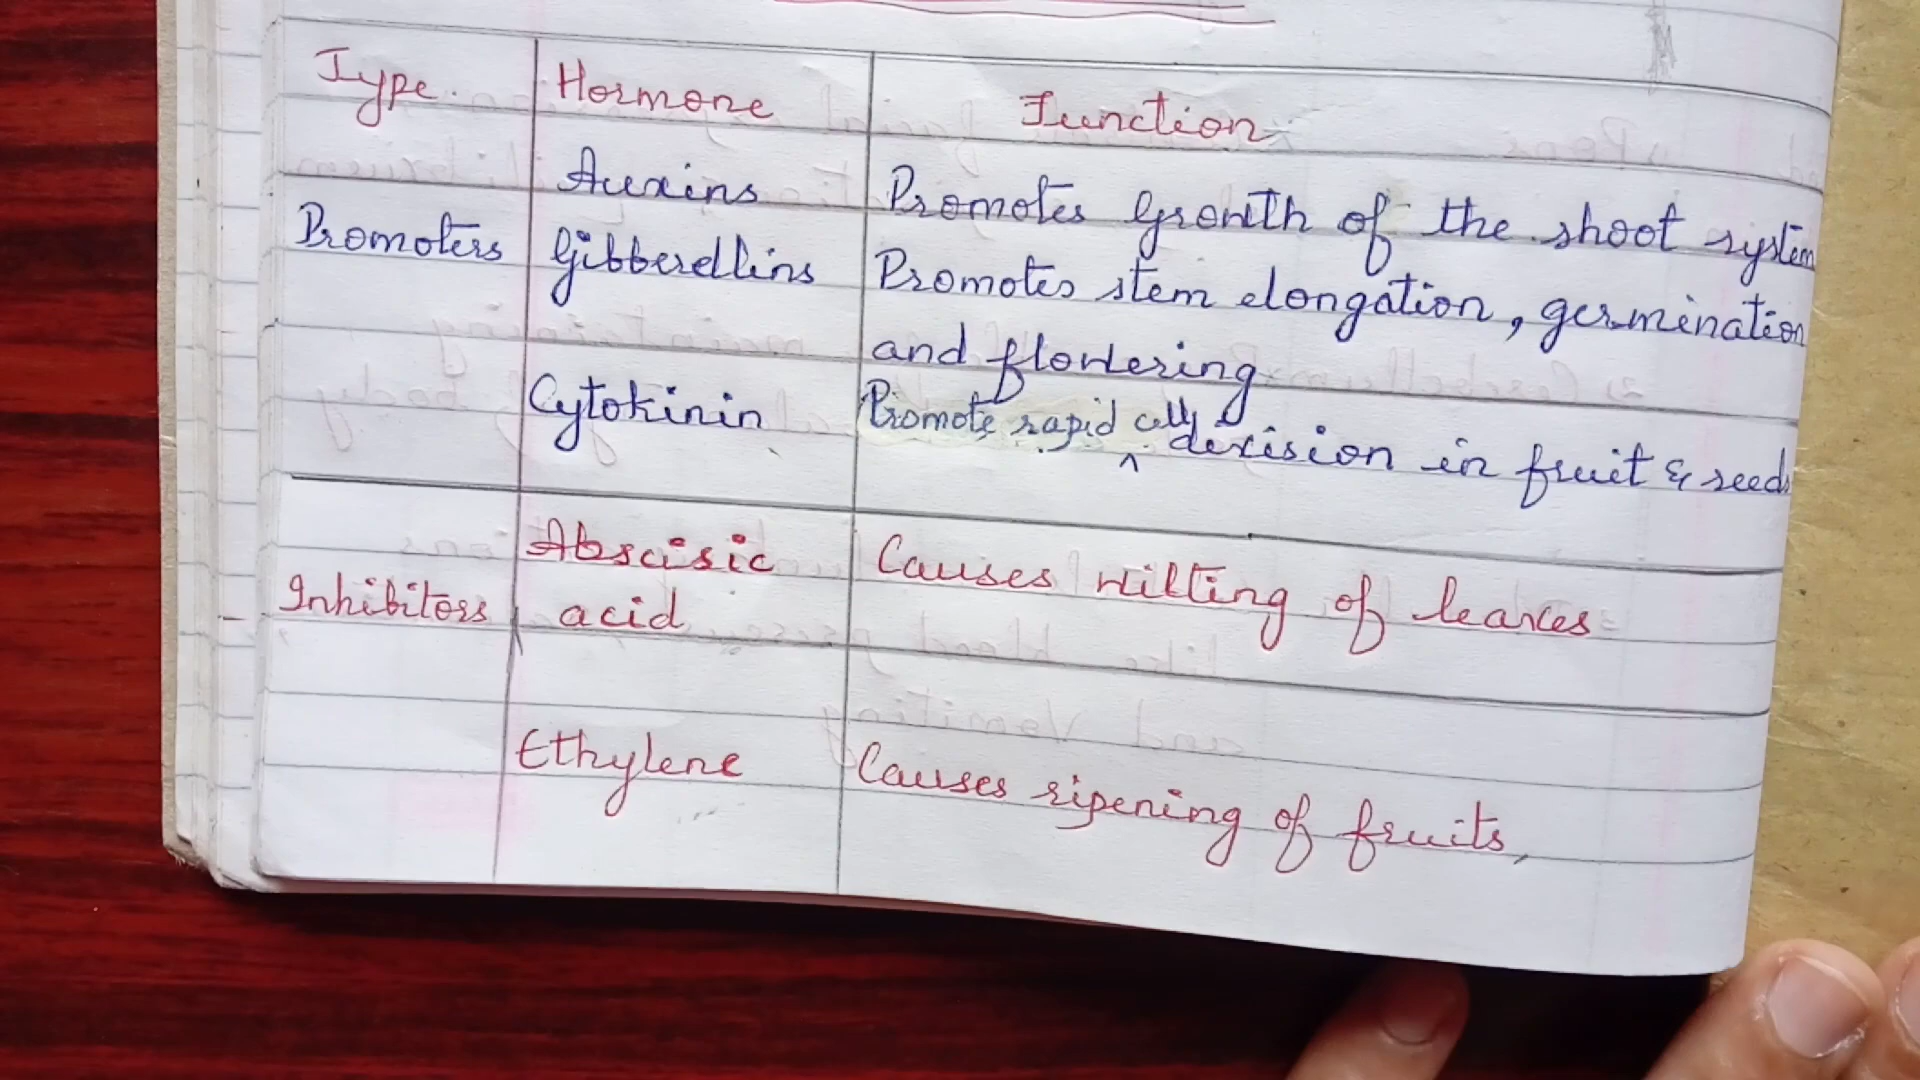 Type. Hormone Function
Auxins Promotes growth of the shoot system
Promoters Gibberellins Promotes stem elongation, germination
and flowering
Cytokinin Promote rapid cell devision in fruit & seeds
Abscisic Causes wilting of leaves
Inhibitors acid
Ethylene Causes ripening of fruits,